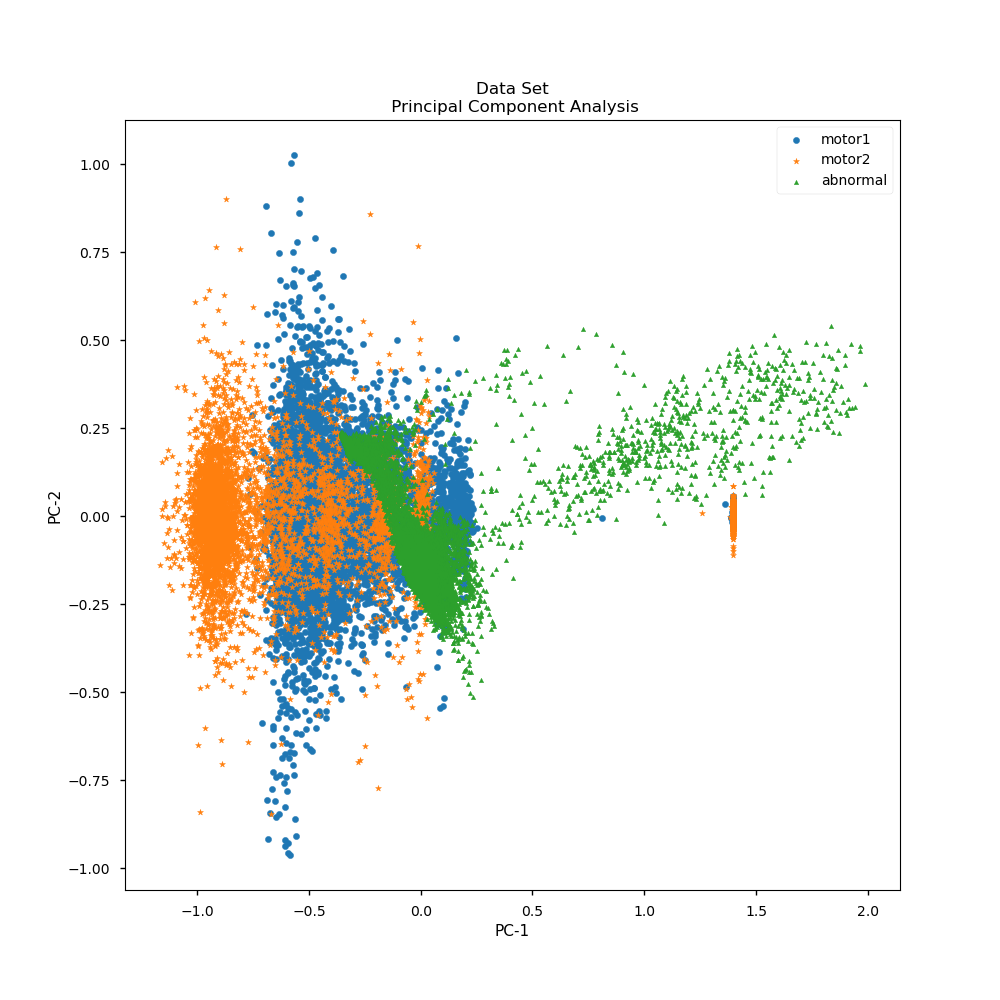 Data Set
Principal Component Analysis
motor1
motor2
abnormal
1.00
0.75
0.50
0.25
0.00
−0.25
−0.50
−0.75
−1.00
PC-2
−1.0 −0.5 0.0 0.5 1.0 1.5 2.0
PC-1